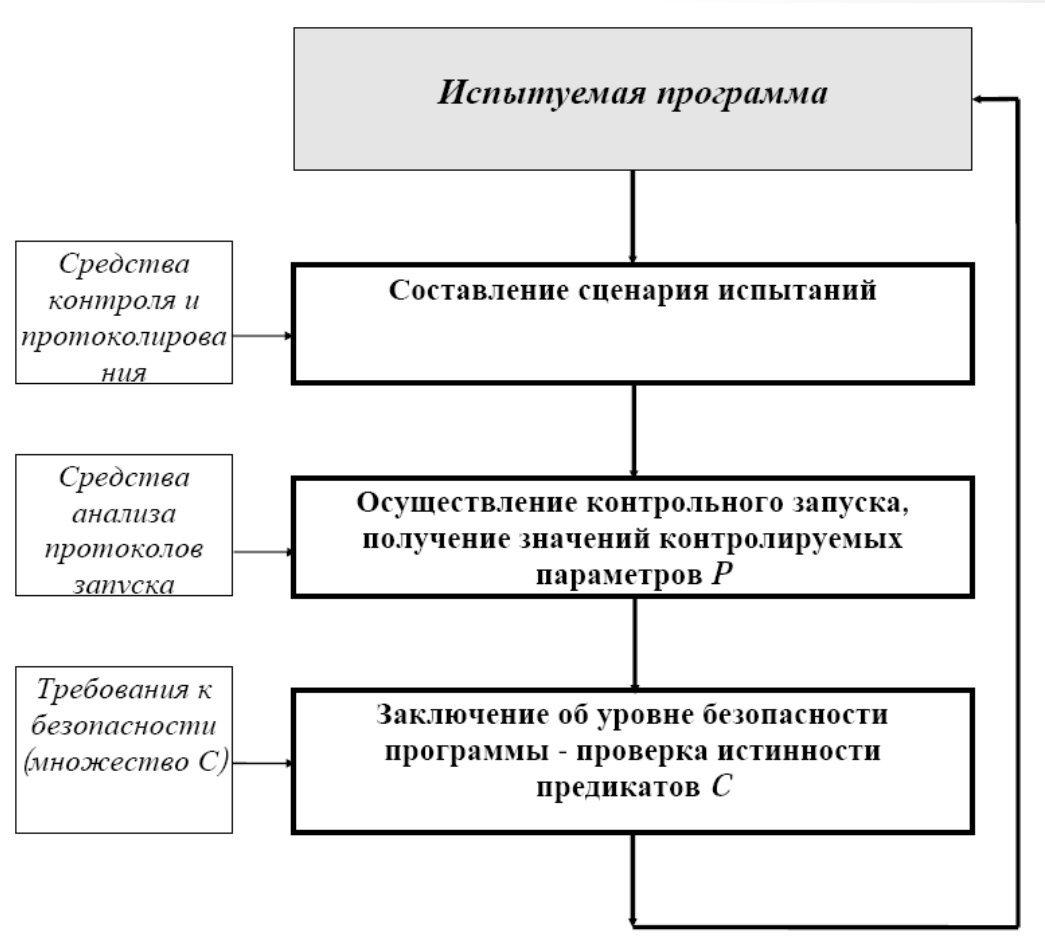 Испытуемая программа
Средства
контроля и
протоколирова
ния
Составление сценария испытаний
Средства
анализа
протоколов
запуска
Осуществление контрольного запуска,
получение значений контролируемых
параметров P
Требования к
безопасности
(множество C)
Заключение об уровне безопасности
программы - проверка истинности
предикатов C